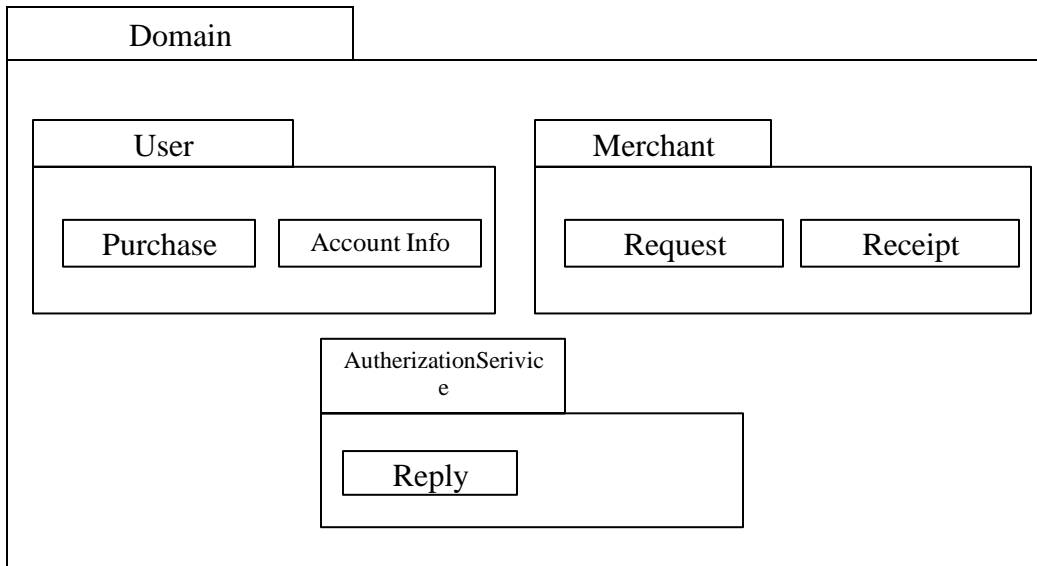 Domain
User
Merchant
Purchase
Account Info
Request
Receipt
AutherizationSerivic
e
Reply